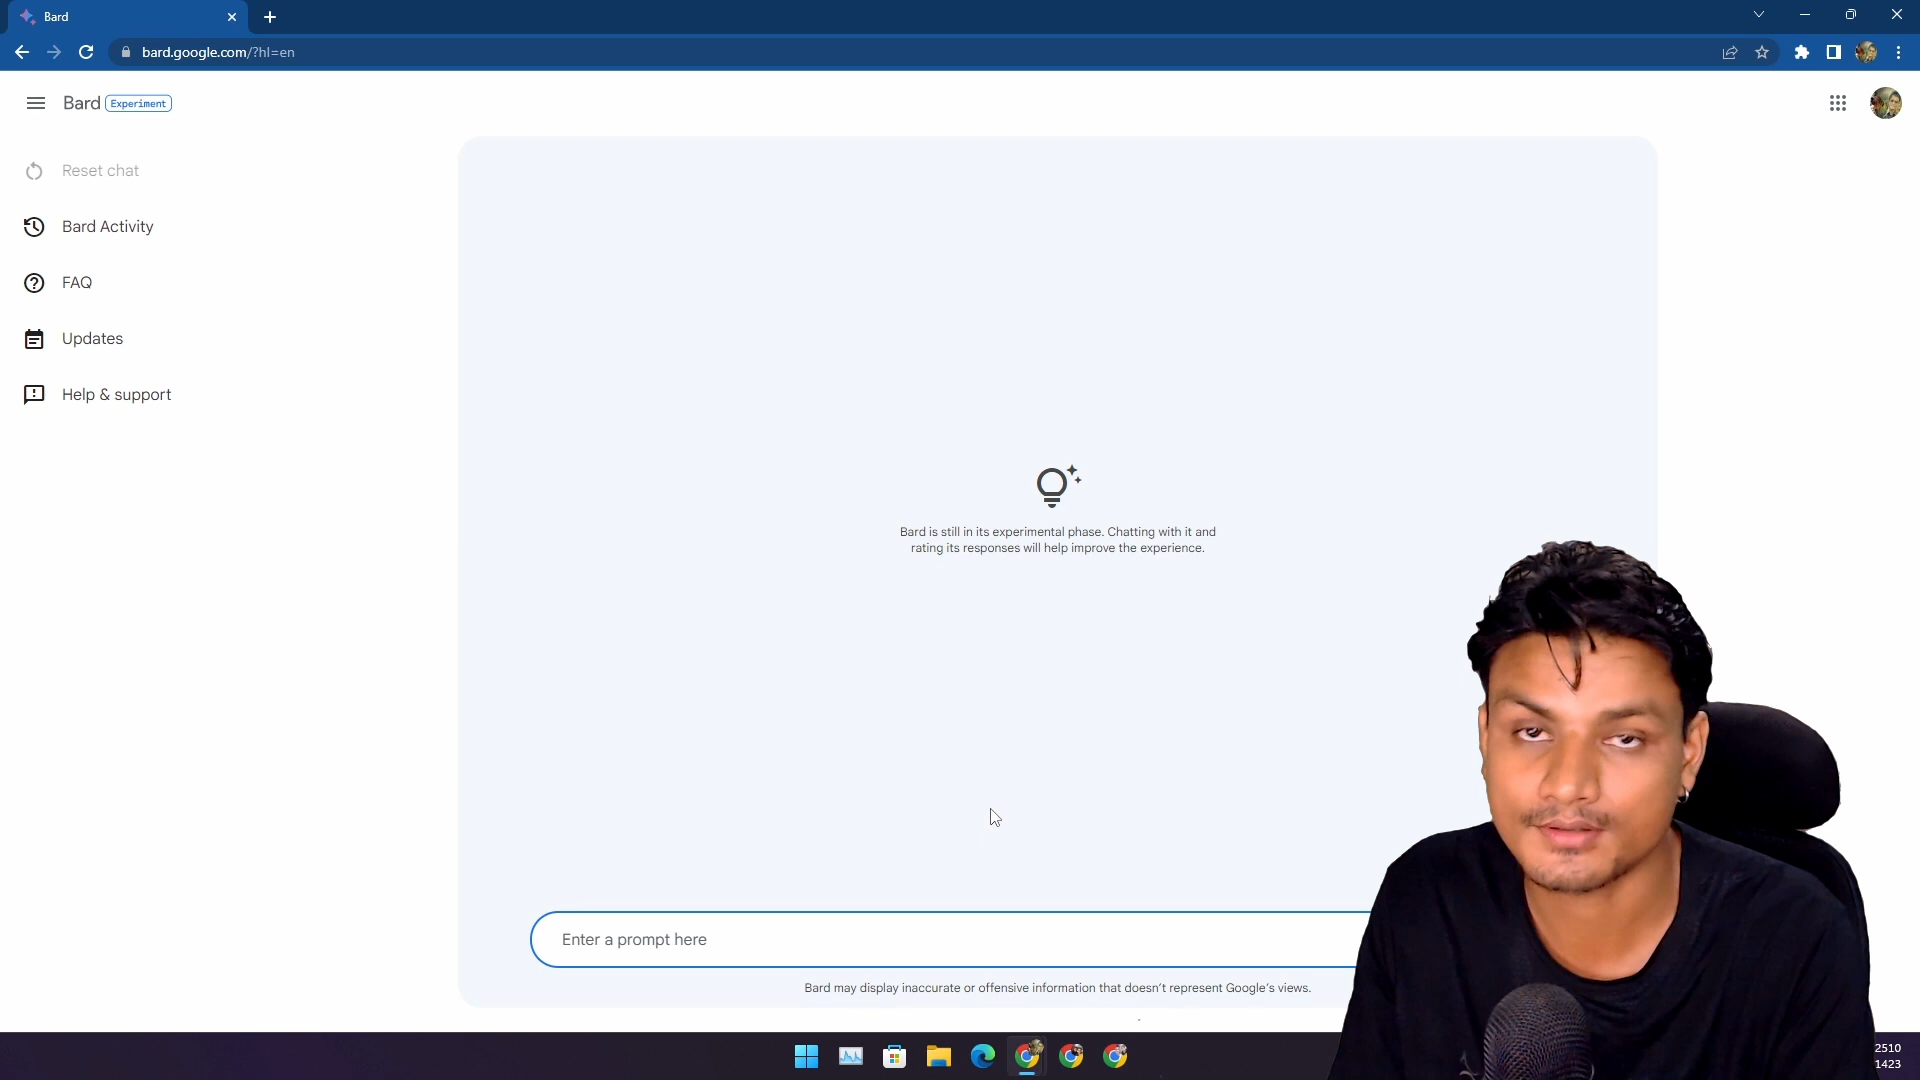 Bard
bard.google.com/?hl=en
Bard Experiment
Reset chat
Bard Activity
FAQ
Updates
Help & support
Bard is still in its experimental phase. Chatting with it and
rating its responses will help improve the experience.
Enter a prompt here
Bard may display inaccurate or offensive information that doesn't represent Google's views.
2510
1423